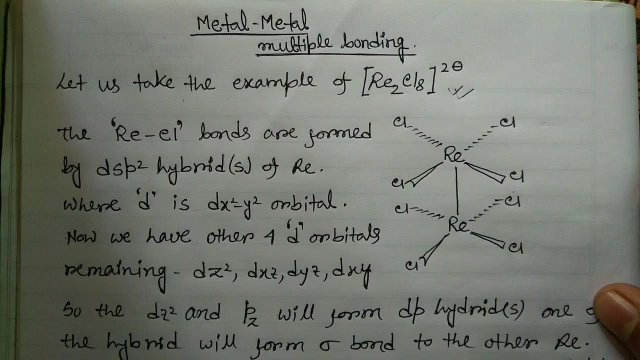 Metal-Metal
multiple bonding.
Let us take the example of [Re2Cl8]2⊖
The 'Re-Cl' bonds are formed
by dsp2 hybrid(s) of Re.
where 'd' is dx2-y2 orbital.
Now we have other 4 'd' orbitals
remaining - dz2, dxz, dyz, dxy
So the dz2 and pz will form dp hydrid(s) one
the hybrid will form σ bond to the other Re.
Cl Cl
Re
Cl Cl
Cl Cl
Re
Cl Cl